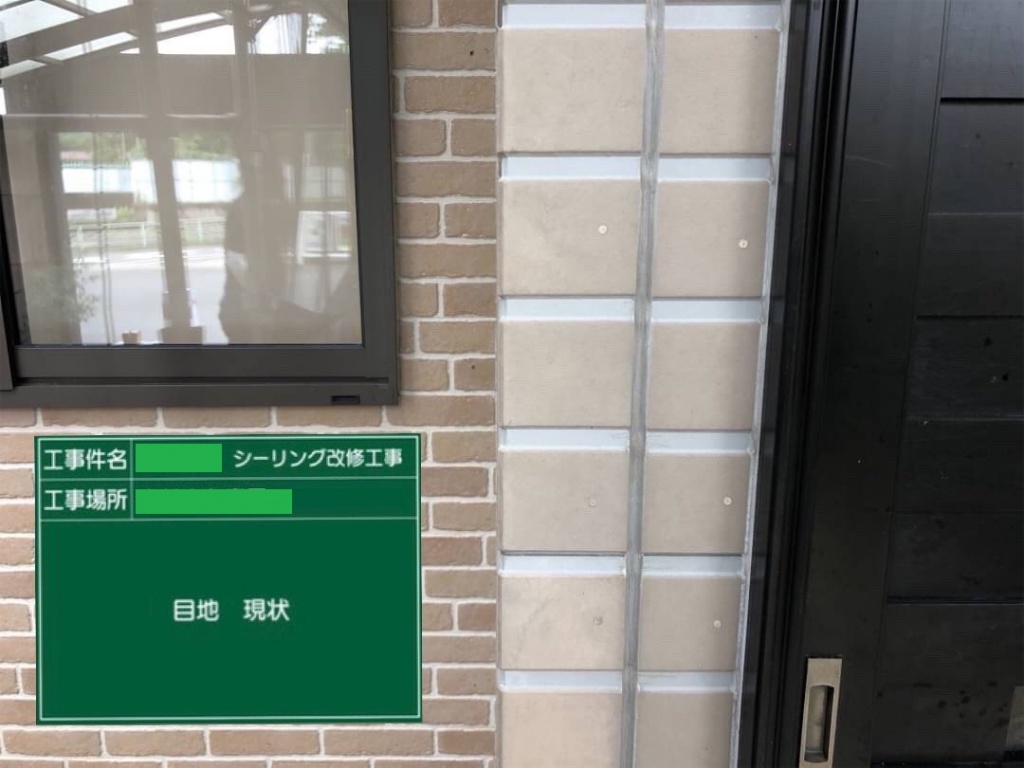 工事件名 シーリング改修工事
工事場所
目地 現状